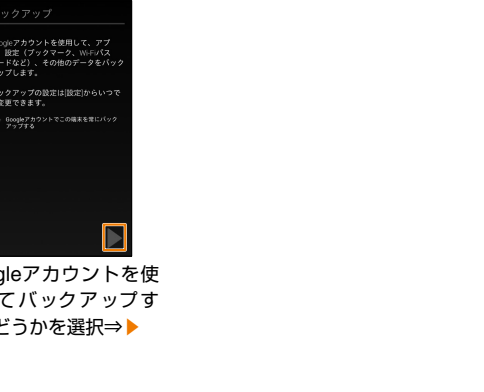 ックアップ
ogleアカウントを使用して、アプ
設定（ブックマーク、Wi-Fiパス
ードなど）、その他のデータをバック
ップします。
ックアップの設定は[設定]からいつで
変更できます。
Googleアカウントでこの端末を常にバック
アップする
gleアカウントを使
てバックアップす
どうかを選択⇒▶